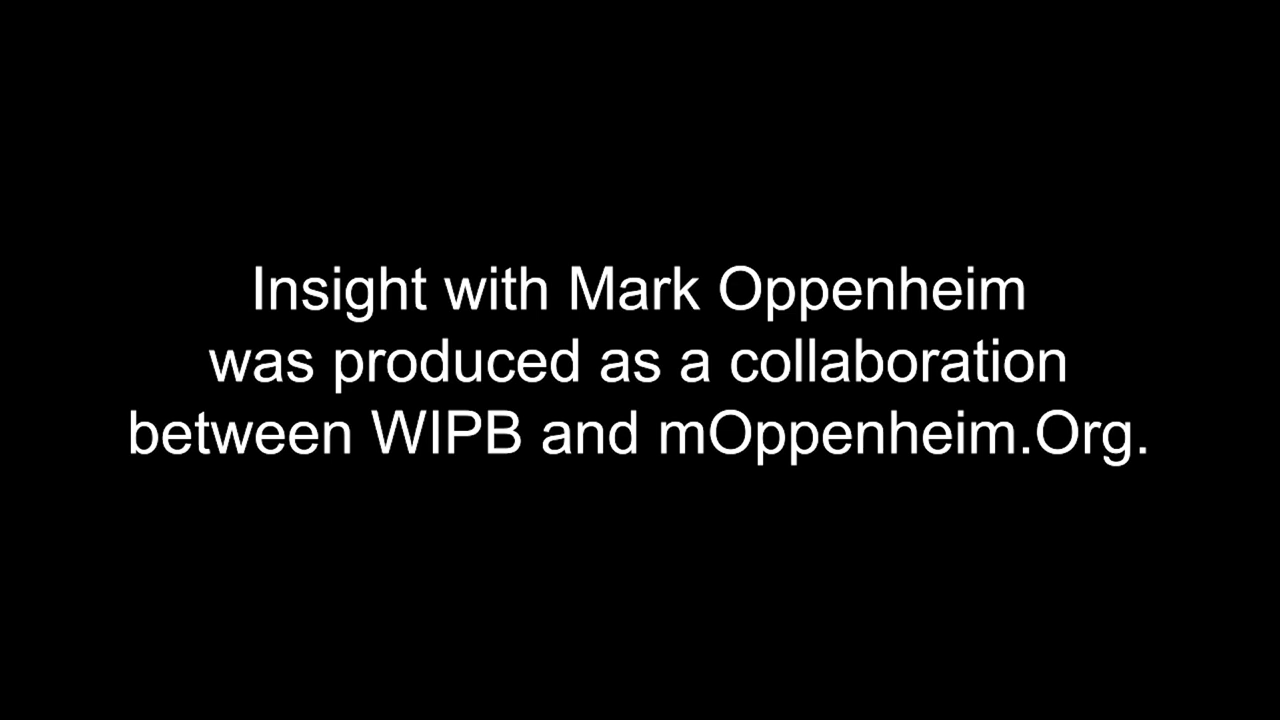 Insight with Mark Oppenheim
was produced as a collaboration
between WIPB and mOppenheim.Org.